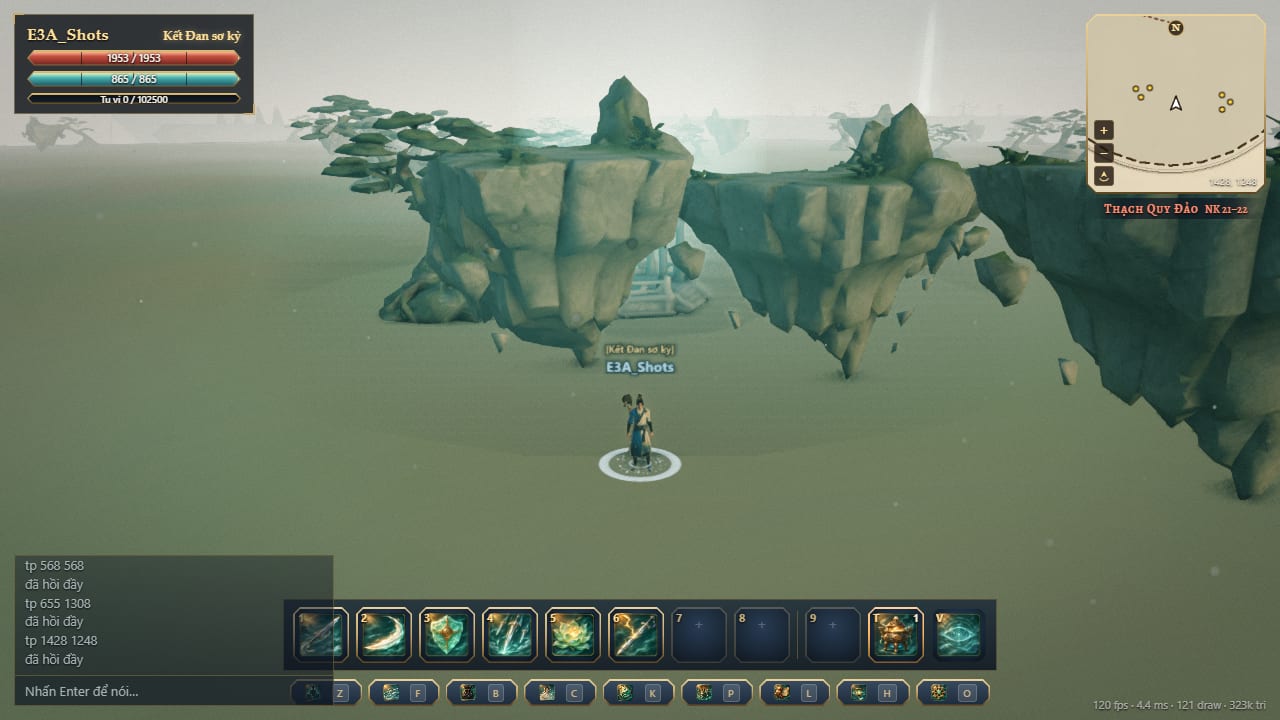 E3A_Shots
Kết Đan sơ kỳ
1953 / 1953
865 / 865
Tu vi 0 / 102500
N
+
−
1428, 1248
Thạch Quy Đảo NK 21–22
[Kết Đan sơ kỳ]
E3A_Shots
tp 568 568
đã hồi đầy
tp 655 1308
đã hồi đầy
tp 1428 1248
đã hồi đầy
Nhấn Enter để nói...
1 2 3 4 5 6 7 + 8 + 9 + T 1 V
Z F B C K P L H O
120 fps · 4.4 ms · 121 draw · 323k tri